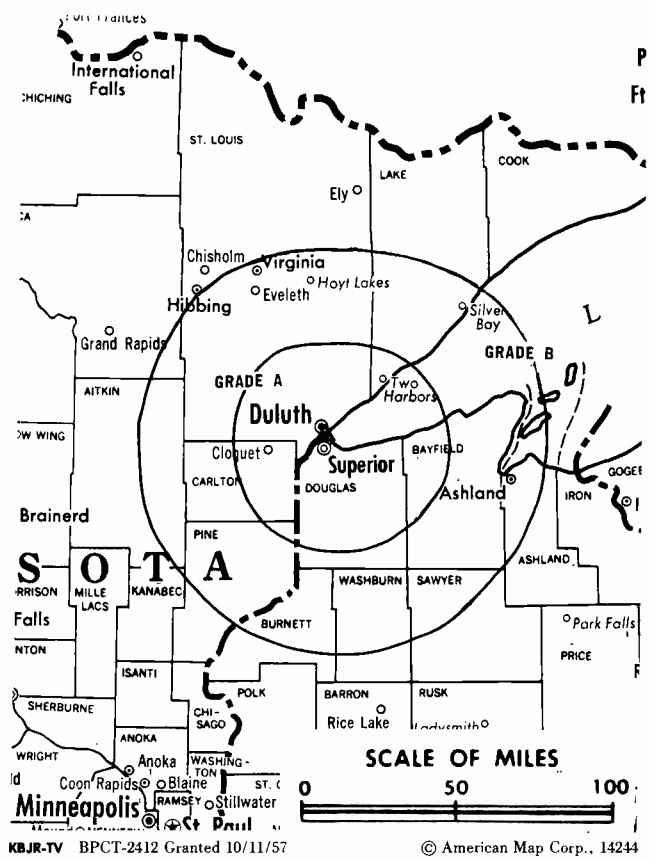 International
Falls
ST. LOUIS
COOK
LAKE
Ely
Chisholm
Virginia
Hoyt Lakes
Hibbing
Eveleth
Silver
Bay
L
Grand Rapids
GRADE B
GRADE A
Two
Harbors
AITKIN
Duluth
Superior
Cloquet
BAYFIELD
CARLTON
DOUGLAS
Ashland
IRON
Brainerd
PINE
ASHLAND
S O T A
MILLE
LACS
KANABEC
WASHBURN
SAWYER
Falls
BURNETT
Park Falls
PRICE
ISANTI
POLK
BARRON
RUSK
SHERBURNE
CHI-
SAGO
Rice Lake
Ladysmith
ANOKA
WRIGHT
WASHING-
TON
SCALE OF MILES
Anoka
Coon Rapids
Blaine
0 50 100
RAMSEY
Stillwater
Minneapolis
St. Paul
KBJR-TV BPCT-2412 Granted 10/11/57 © American Map Corp., 14244